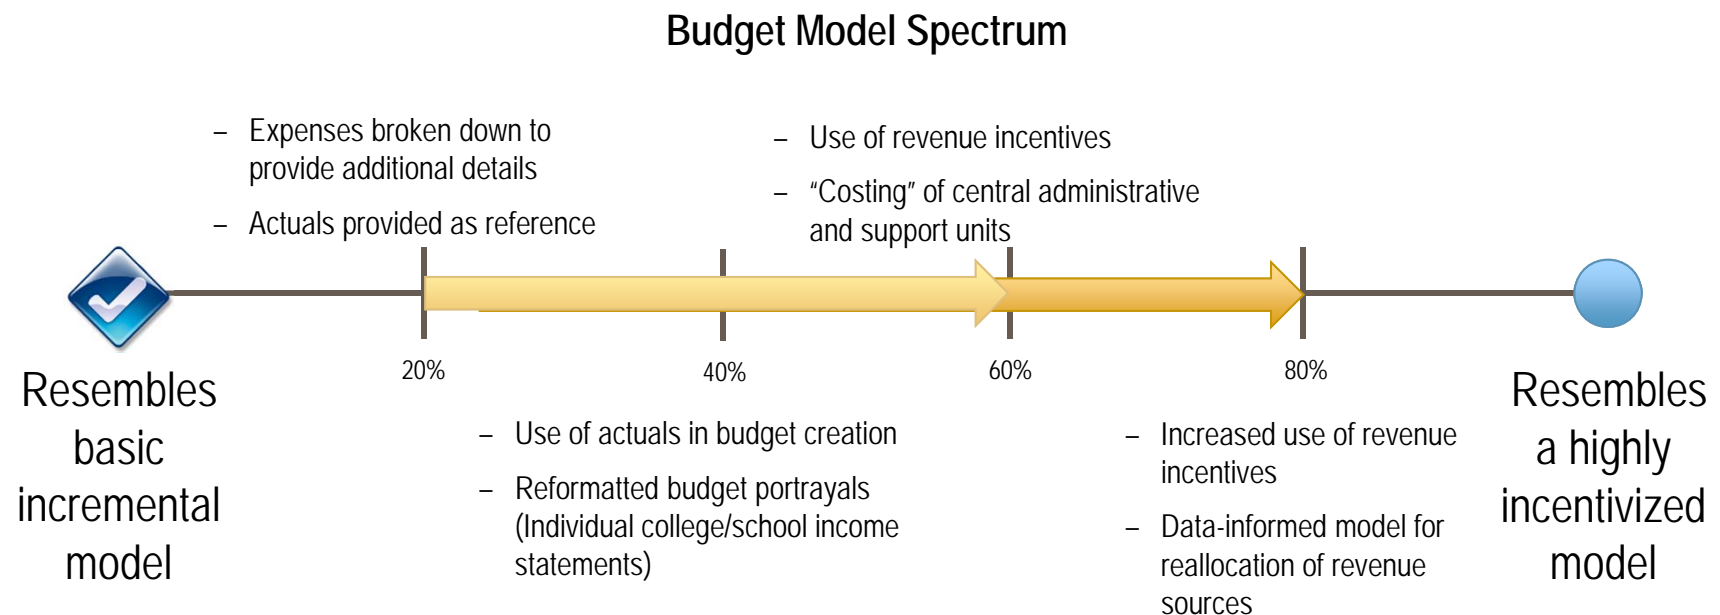 Budget Model Spectrum
– Expenses broken down to
provide additional details
– Actuals provided as reference
– Use of revenue incentives
– “Costing” of central administrative
and support units
20%
40%
60%
80%
Resembles
basic
incremental
model
– Use of actuals in budget creation
– Reformatted budget portrayals
(Individual college/school income
statements)
– Increased use of revenue
incentives
– Data-informed model for
reallocation of revenue
sources
Resembles
a highly
incentivized
model